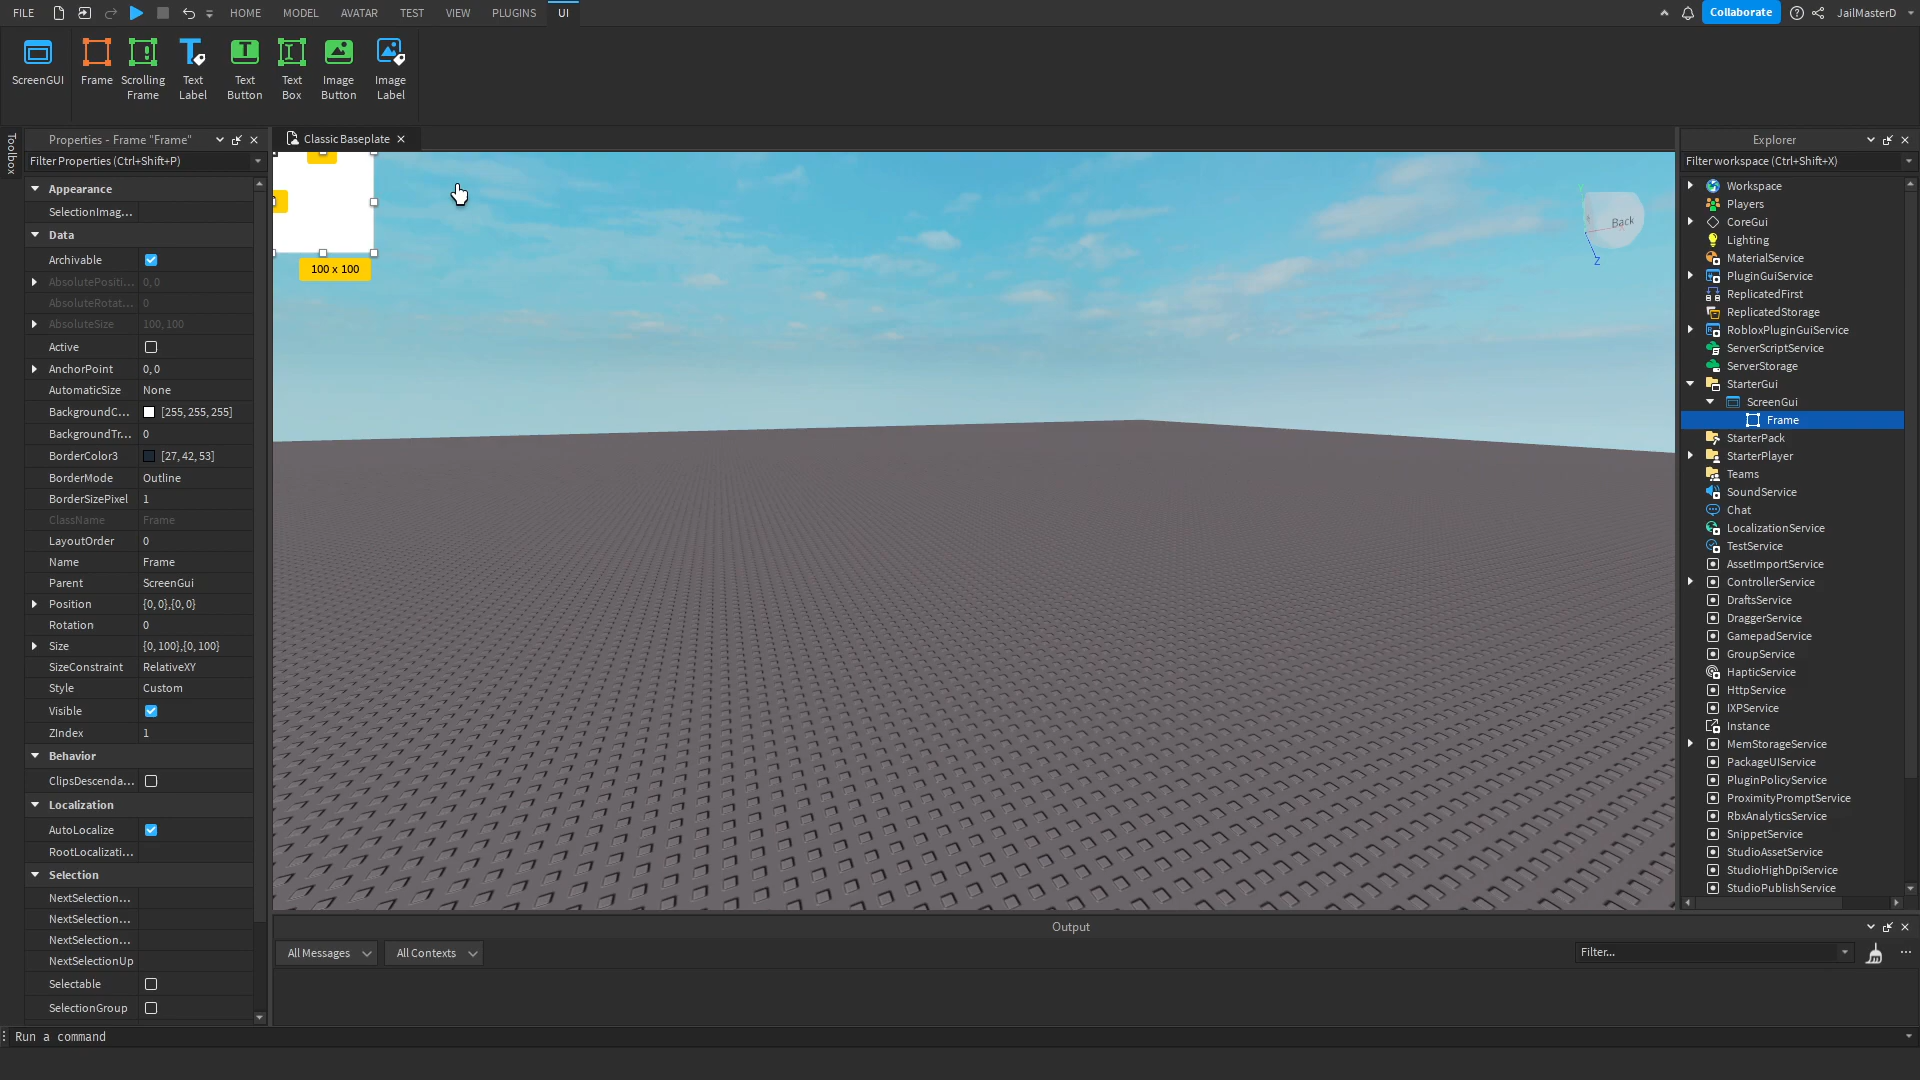 FILE HOME MODEL AVATAR TEST VIEW PLUGINS UI Collaborate JailMasterD
ScreenGUI Frame Scrolling Frame Text Label Text Button Text Box Image Button Image Label
Toolbox
Properties - Frame "Frame"
Filter Properties (Ctrl+Shift+P)
Appearance
SelectionImag...
Data
Archivable
AbsolutePositi... 0, 0
AbsoluteRotat... 0
AbsoluteSize 100, 100
Active
AnchorPoint 0, 0
AutomaticSize None
BackgroundC... [255, 255, 255]
BackgroundTr... 0
BorderColor3 [27, 42, 53]
BorderMode Outline
BorderSizePixel 1
ClassName Frame
LayoutOrder 0
Name Frame
Parent ScreenGui
Position {0, 0},{0, 0}
Rotation 0
Size {0, 100},{0, 100}
SizeConstraint RelativeXY
Style Custom
Visible
ZIndex 1
Behavior
ClipsDescenda...
Localization
AutoLocalize
RootLocalizati...
Selection
NextSelection...
NextSelection...
NextSelection...
NextSelectionUp
Selectable
SelectionGroup
Classic Baseplate
100 x 100
Back
Z
Explorer
Filter workspace (Ctrl+Shift+X)
Workspace
Players
CoreGui
Lighting
MaterialService
PluginGuiService
ReplicatedFirst
ReplicatedStorage
RobloxPluginGuiService
ServerScriptService
ServerStorage
StarterGui
ScreenGui
Frame
StarterPack
StarterPlayer
Teams
SoundService
Chat
LocalizationService
TestService
AssetImportService
ControllerService
DraftsService
DraggerService
GamepadService
GroupService
HapticService
HttpService
IXPService
Instance
MemStorageService
PackageUIService
PluginPolicyService
ProximityPromptService
RbxAnalyticsService
SnippetService
StudioAssetService
StudioHighDpiService
StudioPublishService
Output
All Messages All Contexts Filter...
Run a command